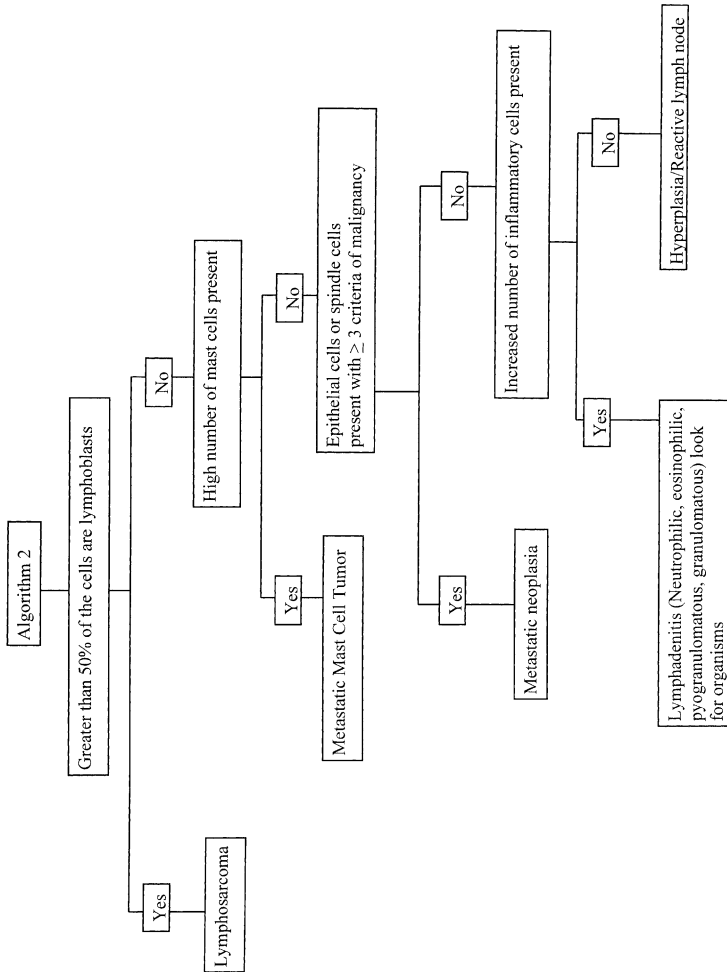 Algorithm 2
Greater than 50% of the cells are lymphoblasts
Yes
No
Lymphosarcoma
High number of mast cells present
Yes
No
Metastatic Mast Cell Tumor
Epithelial cells or spindle cells
present with ≥ 3 criteria of malignancy
Yes
No
Metastatic neoplasia
Increased number of inflammatory cells present
Yes
No
Lymphadenitis (Neutrophilic, eosinophilic,
pyogranulomatous, granulomatous) look
for organisms
Hyperplasia/Reactive lymph node